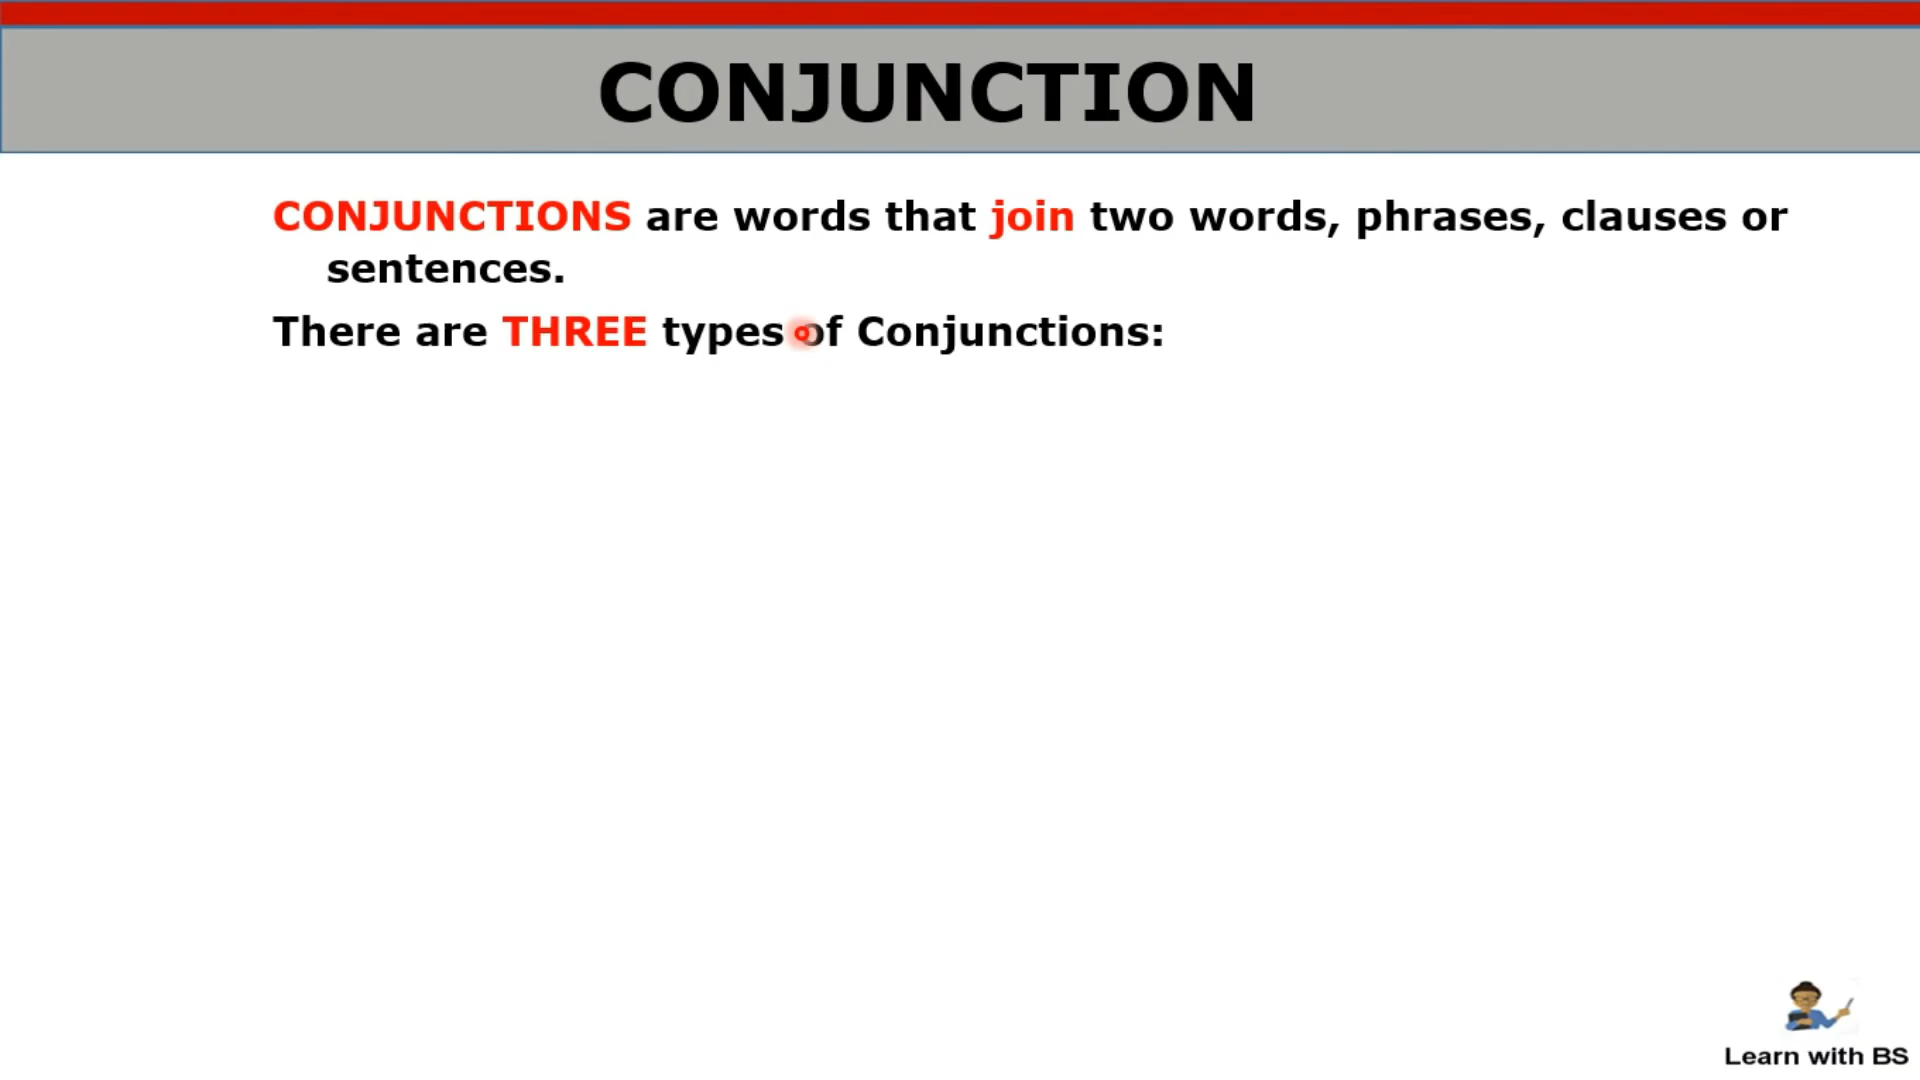 CONJUNCTION
CONJUNCTIONS are words that join two words, phrases, clauses or
sentences.
There are THREE types of Conjunctions:
Learn with BS